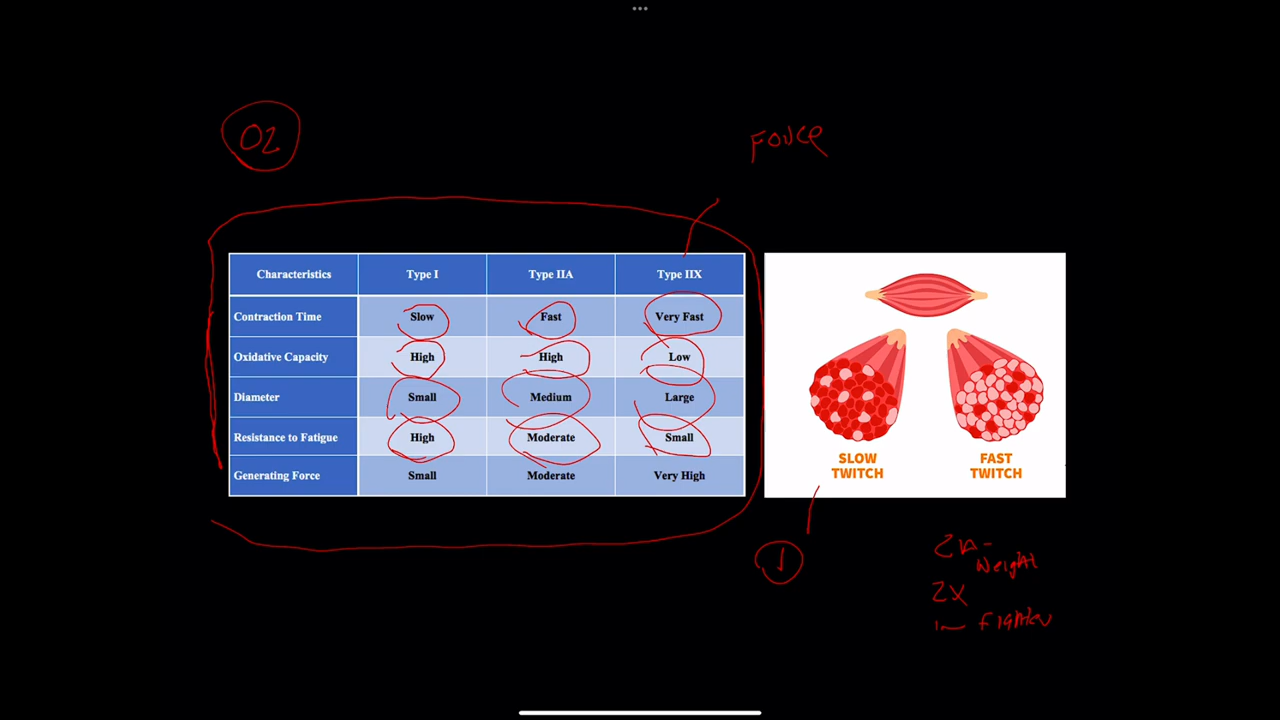 O2
Force
Characteristics Type I Type IIA Type IIX
Contraction Time Slow Fast Very Fast
Oxidative Capacity High High Low
Diameter Small Medium Large
Resistance to Fatigue High Moderate Small
Generating Force Small Moderate Very High
SLOW
TWITCH
FAST
TWITCH
1
2A-
Weight
2X